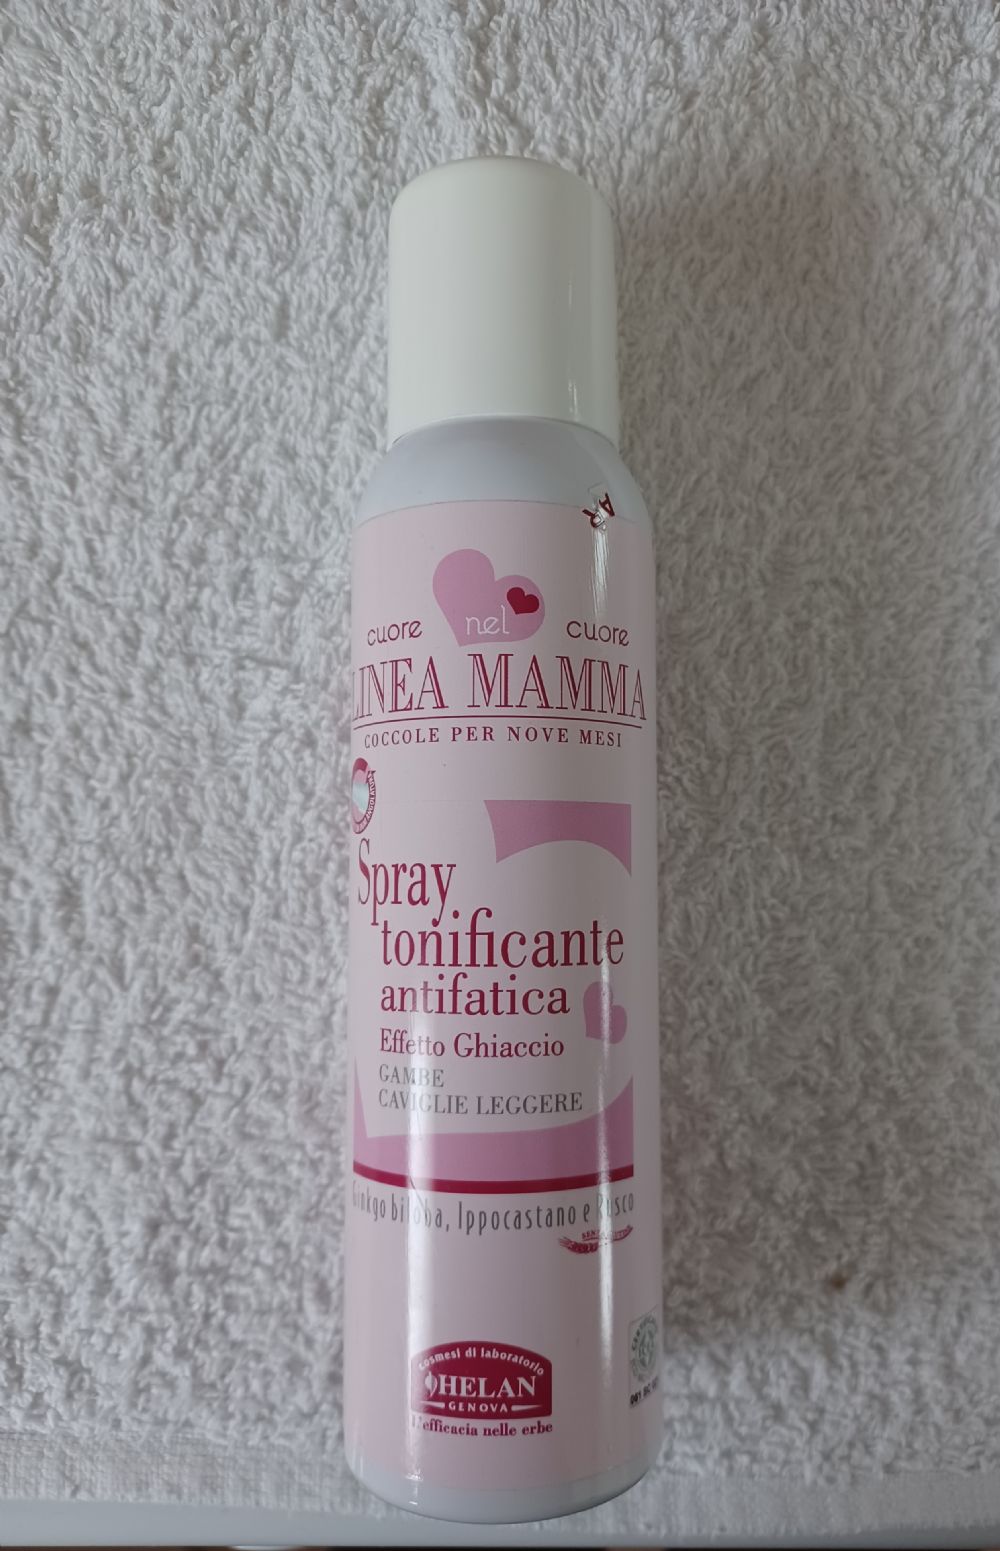 AR
cuore nel cuore
LINEA MAMMA
COCCOLE PER NOVE MESI
Spray
tonificante
antifatica
Effetto Ghiaccio
GAMBE
CAVIGLIE LEGGERE
Ginkgo biloba, Ippocastano e Rusco
cosmesi di laboratorio
HELAN
GENOVA
L'efficacia nelle erbe